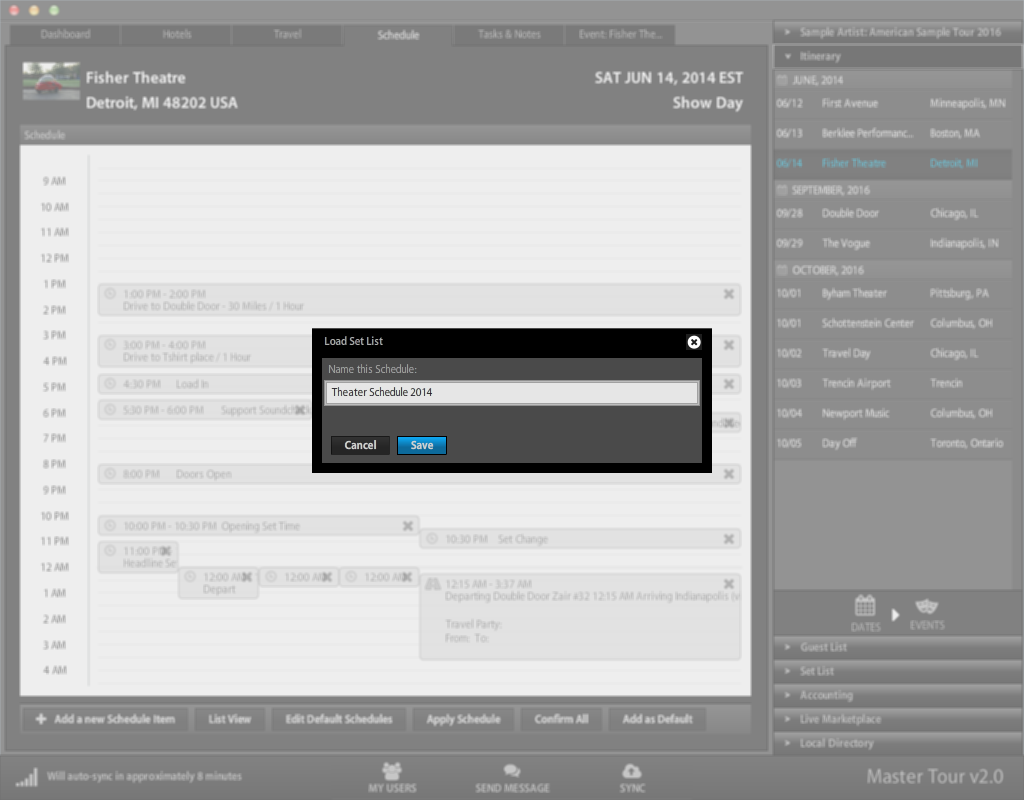 Dashboard
Hotels
Travel
Schedule
Tasks & Notes
Event: Fisher The...
Fisher Theatre
Detroit, MI 48202 USA
SAT JUN 14, 2014 EST
Show Day
Schedule
9 AM
10 AM
11 AM
12 PM
1 PM
2 PM
3 PM
4 PM
5 PM
6 PM
7 PM
8 PM
9 PM
10 PM
11 PM
12 AM
1 AM
2 AM
3 AM
4 AM
1:00 PM - 2:00 PM
Drive to Double Door - 30 Miles / 1 Hour
3:00 PM - 4:00 PM
Drive to Tshirt place / 1 Hour
4:30 PM Load In
5:30 PM - 6:00 PM Support Soundch
8:00 PM Doors Open
10:00 PM - 10:30 PM Opening Set Time
10:30 PM Set Change
11:00 P
Headline Se
12:00 A
Depart
12:00 A
12:00 A
12:15 AM - 3:37 AM
Departing Double Door Zair #32 12:15 AM Arriving Indianapolis (v
Travel Party:
From: To:
Load Set List
Name this Schedule:
Theater Schedule 2014
Cancel
Save
Add a new Schedule Item
List View
Edit Default Schedules
Apply Schedule
Confirm All
Add as Default
Sample Artist: American Sample Tour 2016
Itinerary
JUNE, 2014
06/12 First Avenue Minneapolis, MN
06/13 Berklee Performanc... Boston, MA
06/14 Fisher Theatre Detroit, MI
SEPTEMBER, 2016
09/28 Double Door Chicago, IL
09/29 The Vogue Indianapolis, IN
OCTOBER, 2016
10/01 Byham Theater Pittsburg, PA
10/01 Schottenstein Center Columbus, OH
10/02 Travel Day Chicago, IL
10/03 Trencin Airport Trencin
10/04 Newport Music Columbus, OH
10/05 Day Off Toronto, Ontario
DATES
EVENTS
Guest List
Set List
Accounting
Live Marketplace
Local Directory
Will auto-sync in approximately 8 minutes
MY USERS
SEND MESSAGE
SYNC
Master Tour v2.0